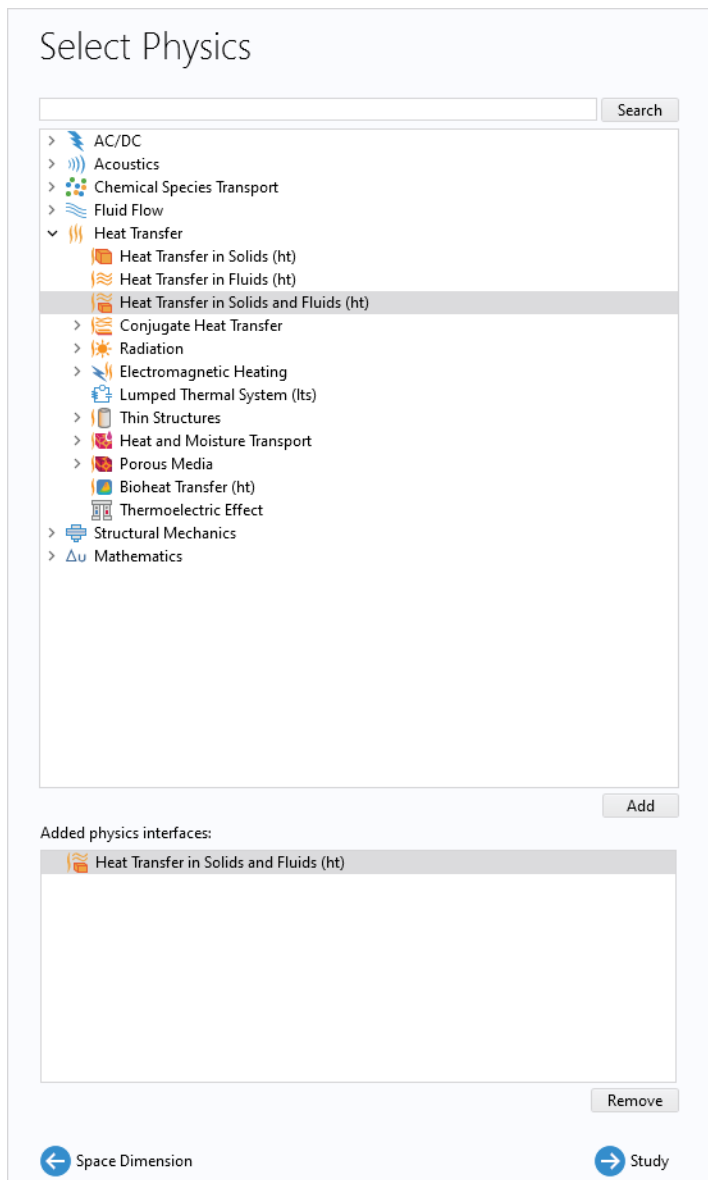 Select Physics
Search
AC/DC
Acoustics
Chemical Species Transport
Fluid Flow
Heat Transfer
Heat Transfer in Solids (ht)
Heat Transfer in Fluids (ht)
Heat Transfer in Solids and Fluids (ht)
Conjugate Heat Transfer
Radiation
Electromagnetic Heating
Lumped Thermal System (lts)
Thin Structures
Heat and Moisture Transport
Porous Media
Bioheat Transfer (ht)
Thermoelectric Effect
Structural Mechanics
Δu Mathematics
Add
Added physics interfaces:
Heat Transfer in Solids and Fluids (ht)
Remove
Space Dimension
Study